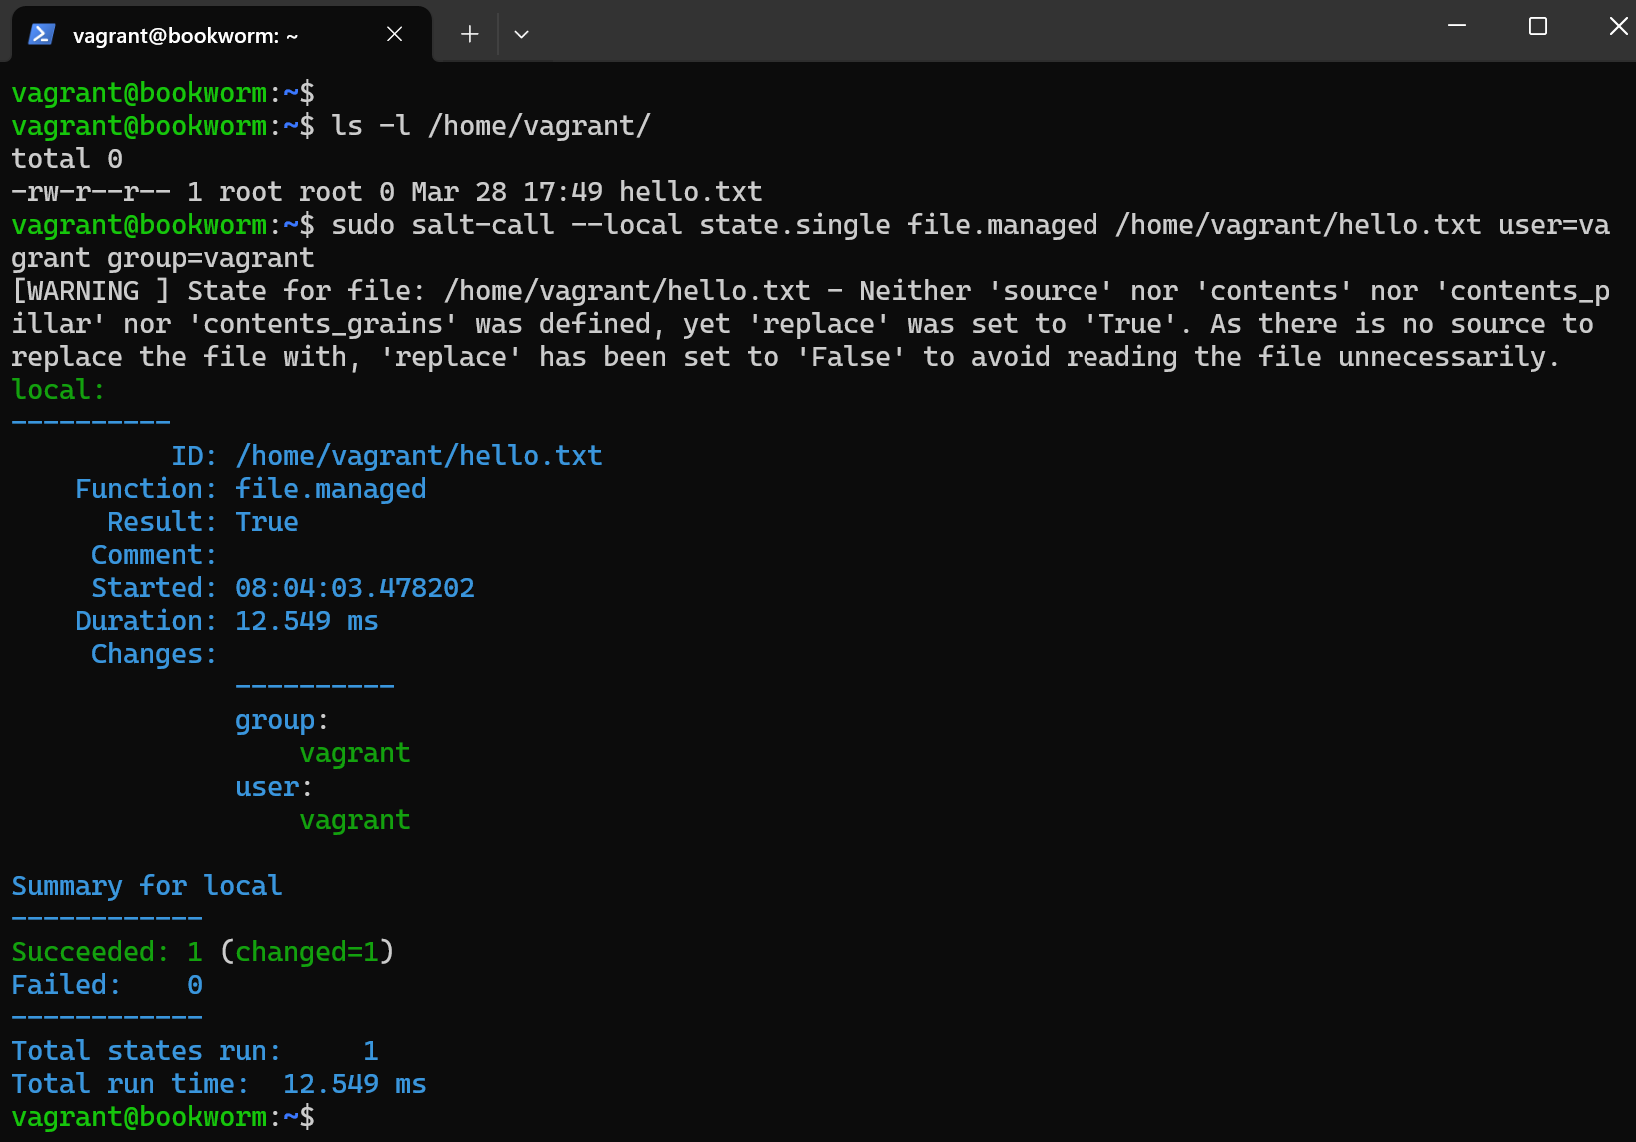 vagrant@bookworm: ~
vagrant@bookworm:~$
vagrant@bookworm:~$ ls -l /home/vagrant/
total 0
-rw-r--r-- 1 root root 0 Mar 28 17:49 hello.txt
vagrant@bookworm:~$ sudo salt-call --local state.single file.managed /home/vagrant/hello.txt user=va
grant group=vagrant
[WARNING ] State for file: /home/vagrant/hello.txt - Neither 'source' nor 'contents' nor 'contents_p
illar' nor 'contents_grains' was defined, yet 'replace' was set to 'True'. As there is no source to
replace the file with, 'replace' has been set to 'False' to avoid reading the file unnecessarily.
local:
----------
          ID: /home/vagrant/hello.txt
    Function: file.managed
      Result: True
     Comment:
     Started: 08:04:03.478202
    Duration: 12.549 ms
     Changes:
              ----------
              group:
                  vagrant
              user:
                  vagrant
Summary for local
------------
Succeeded: 1 (changed=1)
Failed:    0
------------
Total states run:     1
Total run time:  12.549 ms
vagrant@bookworm:~$